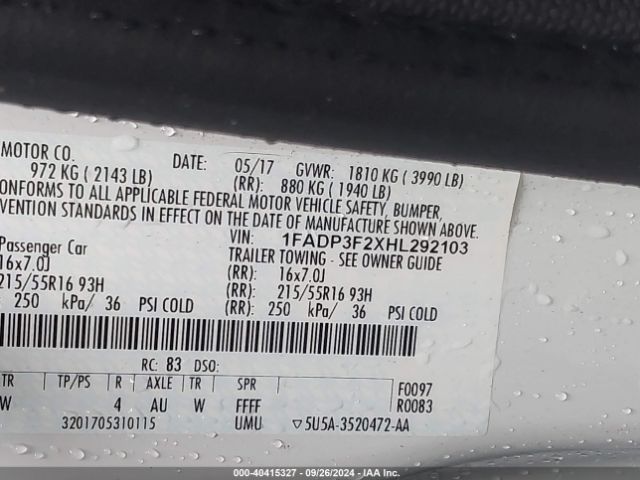 MOTOR CO. DATE: 05/17 GVWR: 1810 KG ( 3990 LB)
972 KG ( 2143 LB) (RR): 880 KG ( 1940 LB)
CONFORMS TO ALL APPLICABLE FEDERAL MOTOR VEHICLE SAFETY, BUMPER,
VENTION STANDARDS IN EFFECT ON THE DATE OF MANUFACTURE SHOWN ABOVE.
VIN: 1FADP3F2XHL292103
Passenger Car TRAILER TOWING - SEE OWNER GUIDE
16x7.0J (RR): 16x7.0J
215/55R16 93H (RR): 215/55R16 93H
250 kPa/ 36 PSI COLD (RR): 250 kPa/ 36 PSI COLD
RC: 83 DSO:
TR TP/PS R AXLE TR SPR F0097
W 4 AU W FFFF R0083
3201705310115 UMU ▽5U5A-3520472-AA
000-40415327 - 09/26/2024 - IAAI.COM